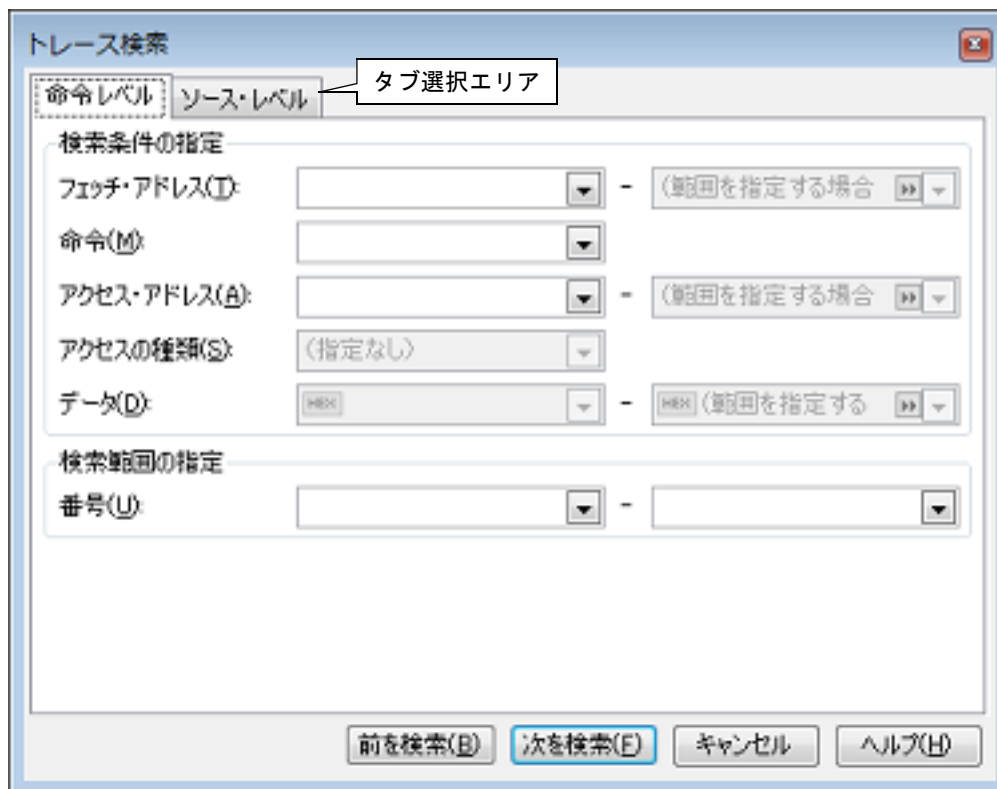 トレース検索
命令レベル ソース・レベル タブ選択エリア
検索条件の指定
フェッチ・アドレス(T): - (範囲を指定する場合
命令(M):
アクセス・アドレス(A): - (範囲を指定する場合
アクセスの種類(S): (指定なし)
データ(D): HEX - HEX (範囲を指定する
検索範囲の指定
番号(U): -
前を検索(B) 次を検索(F) キャンセル ヘルプ(H)